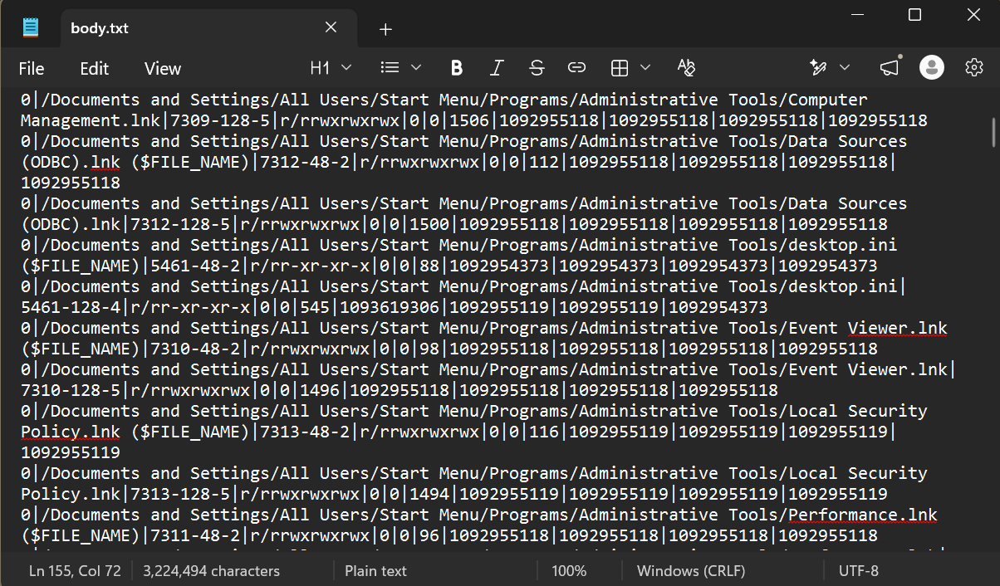 body.txt
File Edit View H1 B I S
0|/Documents and Settings/All Users/Start Menu/Programs/Administrative Tools/Computer
Management.lnk|7309-128-5|r/rrwxrwxrwx|0|0|1506|1092955118|1092955118|1092955118|1092955118
0|/Documents and Settings/All Users/Start Menu/Programs/Administrative Tools/Data Sources
(ODBC).lnk ($FILE_NAME)|7312-48-2|r/rrwxrwxrwx|0|0|112|1092955118|1092955118|1092955118|
1092955118
0|/Documents and Settings/All Users/Start Menu/Programs/Administrative Tools/Data Sources
(ODBC).lnk|7312-128-5|r/rrwxrwxrwx|0|0|1500|1092955118|1092955118|1092955118|1092955118
0|/Documents and Settings/All Users/Start Menu/Programs/Administrative Tools/desktop.ini
($FILE_NAME)|5461-48-2|r/rr-xr-xr-x|0|0|88|1092954373|1092954373|1092954373|1092954373
0|/Documents and Settings/All Users/Start Menu/Programs/Administrative Tools/desktop.ini|
5461-128-4|r/rr-xr-xr-x|0|0|545|1093619306|1092955119|1092955119|1092954373
0|/Documents and Settings/All Users/Start Menu/Programs/Administrative Tools/Event Viewer.lnk
($FILE_NAME)|7310-48-2|r/rrwxrwxrwx|0|0|98|1092955118|1092955118|1092955118|1092955118
0|/Documents and Settings/All Users/Start Menu/Programs/Administrative Tools/Event Viewer.lnk|
7310-128-5|r/rrwxrwxrwx|0|0|1496|1092955118|1092955118|1092955118|1092955118
0|/Documents and Settings/All Users/Start Menu/Programs/Administrative Tools/Local Security
Policy.lnk ($FILE_NAME)|7313-48-2|r/rrwxrwxrwx|0|0|116|1092955119|1092955119|1092955119|
1092955119
0|/Documents and Settings/All Users/Start Menu/Programs/Administrative Tools/Local Security
Policy.lnk|7313-128-5|r/rrwxrwxrwx|0|0|1494|1092955119|1092955119|1092955119|1092955119
0|/Documents and Settings/All Users/Start Menu/Programs/Administrative Tools/Performance.lnk
($FILE_NAME)|7311-48-2|r/rrwxrwxrwx|0|0|96|1092955118|1092955118|1092955118|1092955118
Ln 155, Col 72 3,224,494 characters Plain text 100% Windows (CRLF) UTF-8